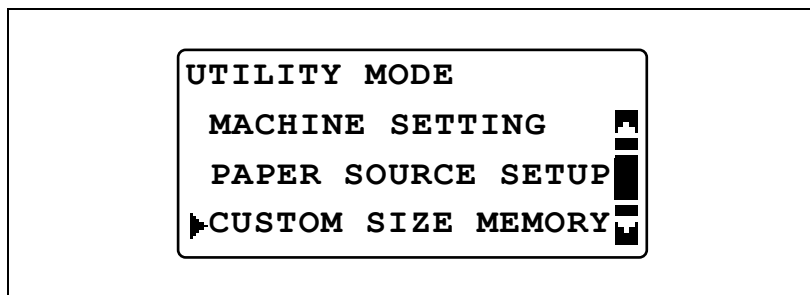 UTILITY MODE
MACHINE SETTING
PAPER SOURCE SETUP
CUSTOM SIZE MEMORY